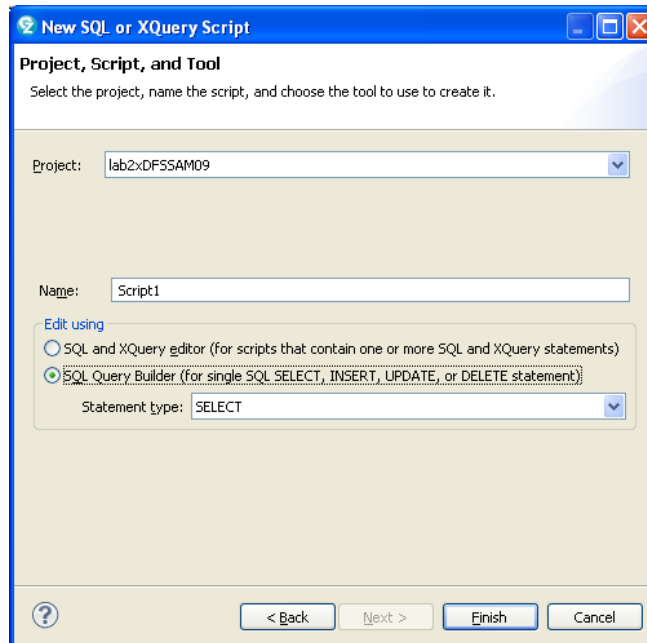 New SQL or XQuery Script
Project, Script, and Tool
Select the project, name the script, and choose the tool to use to create it.
Project: lab2xDFSSAM09
Name: Script1
Edit using
SQL and XQuery editor (for scripts that contain one or more SQL and XQuery statements)
SQL Query Builder (for single SQL SELECT, INSERT, UPDATE, or DELETE statement)
Statement type: SELECT
? < Back Next > Finish Cancel